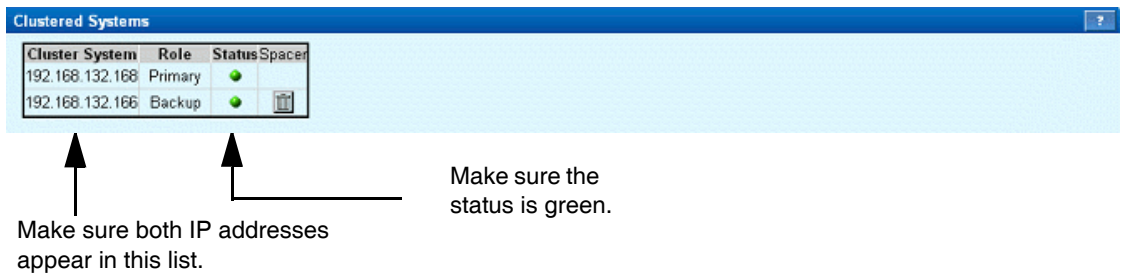 Clustered Systems
?
Cluster System Role Status Spacer
192.168.132.168 Primary
192.168.132.166 Backup
Make sure the
status is green.
Make sure both IP addresses
appear in this list.